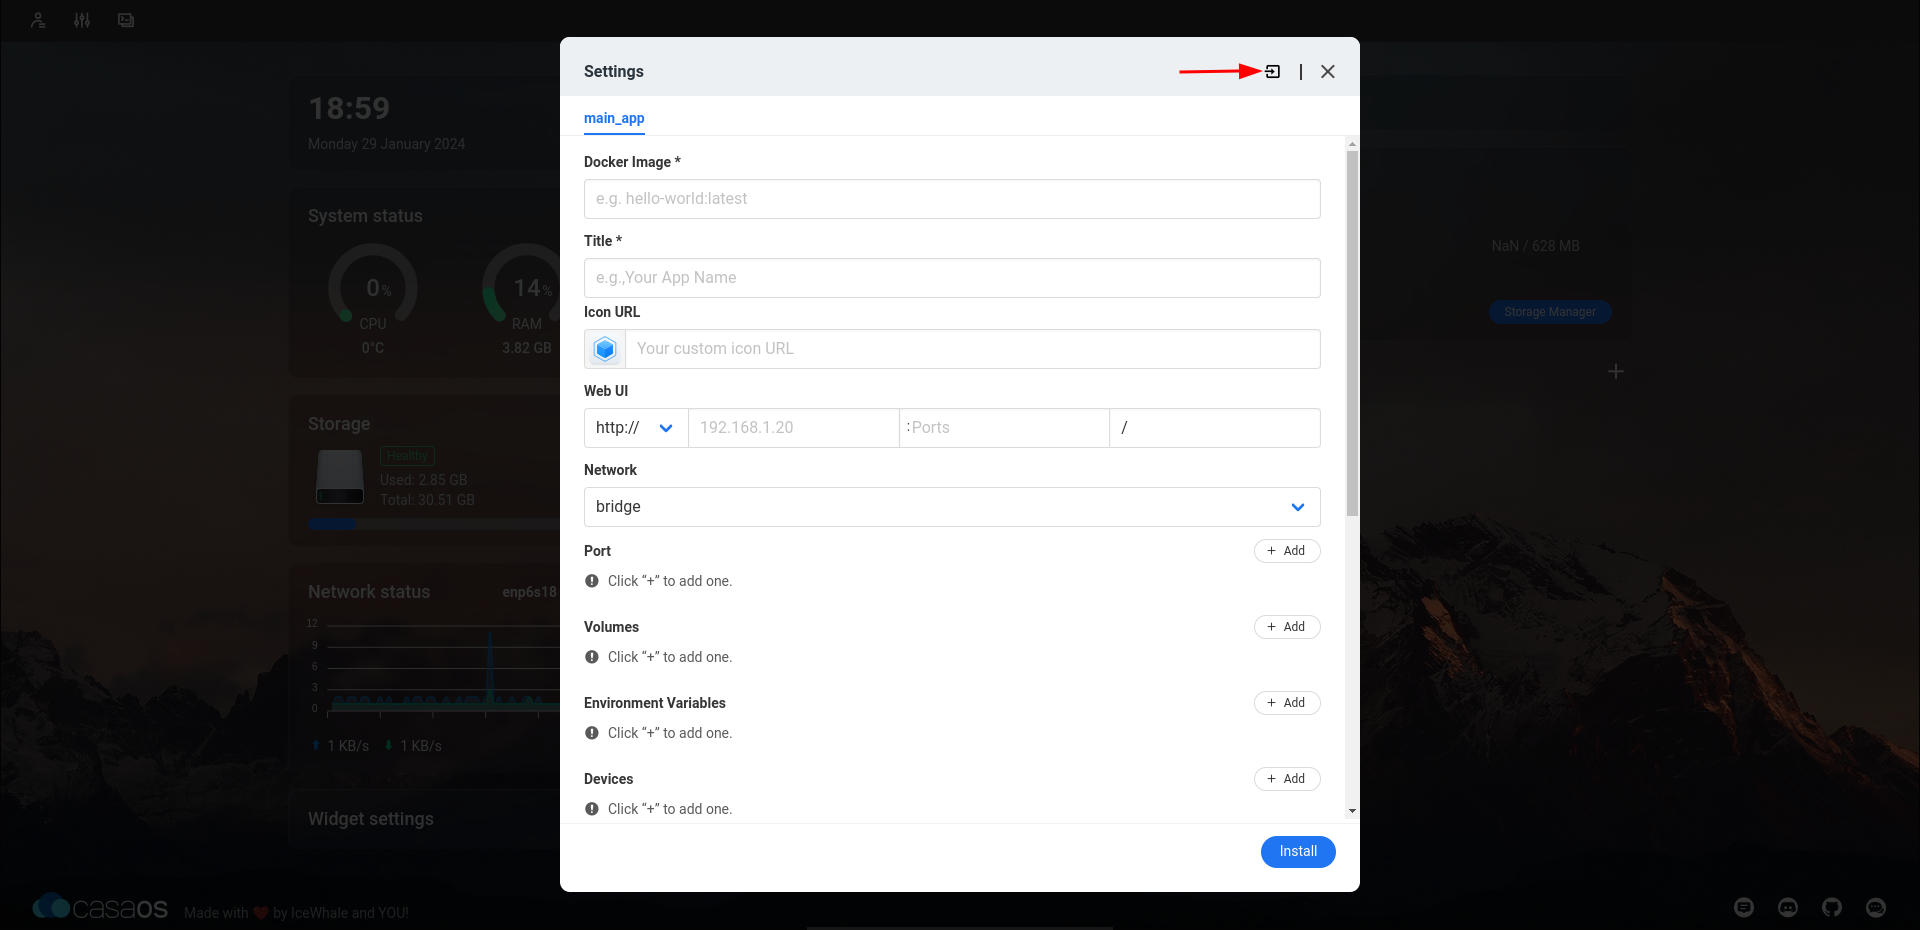 Settings
main_app
Docker Image *
e.g. hello-world:latest
Title *
e.g.,Your App Name
Icon URL
Your custom icon URL
Web UI
http:// 192.168.1.20 :Ports /
Network
bridge
Port + Add
Click “+” to add one.
Volumes + Add
Click “+” to add one.
Environment Variables + Add
Click “+” to add one.
Devices + Add
Click “+” to add one.
Install
18:59
Monday 29 January 2024
System status
0% 14%
CPU RAM
0°C 3.82 GB
Storage
Healthy
Used: 2.85 GB
Total: 30.51 GB
Network status enp6s18
12
9
6
3
0
1 KB/s 1 KB/s
Widget settings
NaN / 628 MB
Storage Manager
casaos Made with ❤️ by IceWhale and YOU!